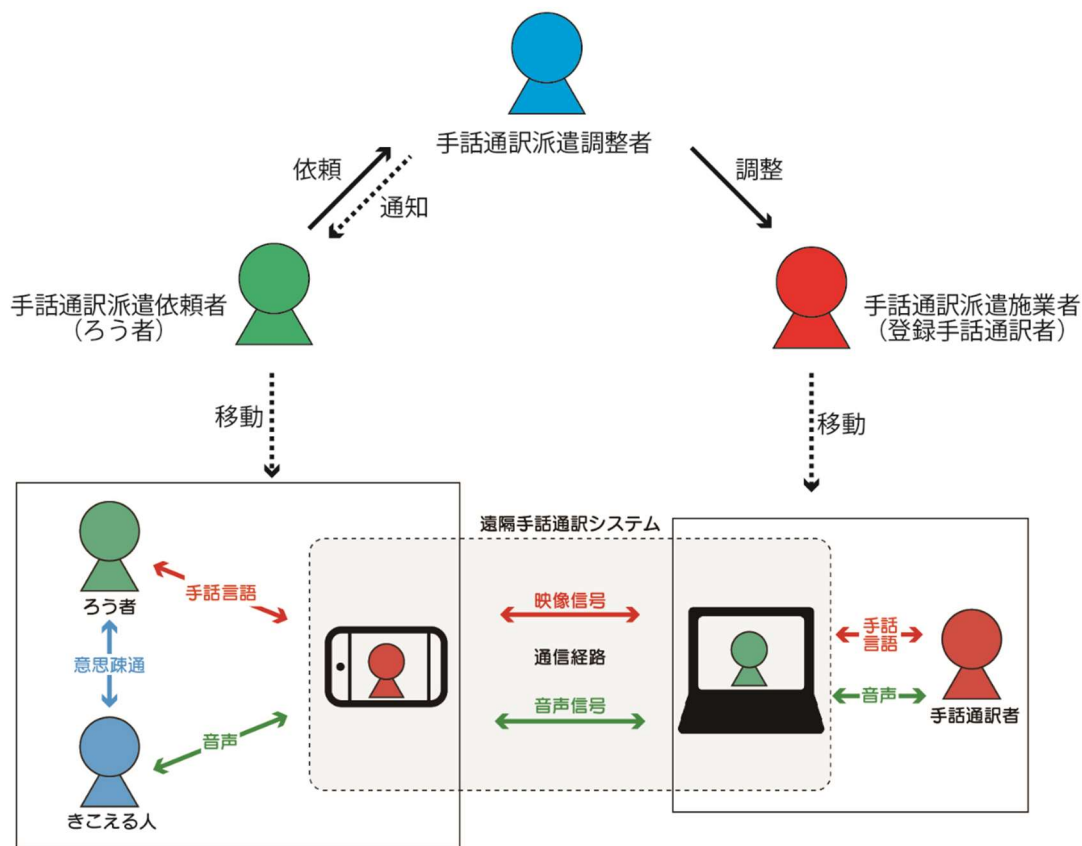 手話通訳派遣調整者
依頼
通知
調整
手話通訳派遣依頼者
（ろう者）
手話通訳派遣施業者
（登録手話通訳者）
移動
移動
遠隔手話通訳システム
ろう者
手話言語
意思疎通
音声
きこえる人
映像信号
通信経路
音声信号
手話
言語
音声
手話通訳者